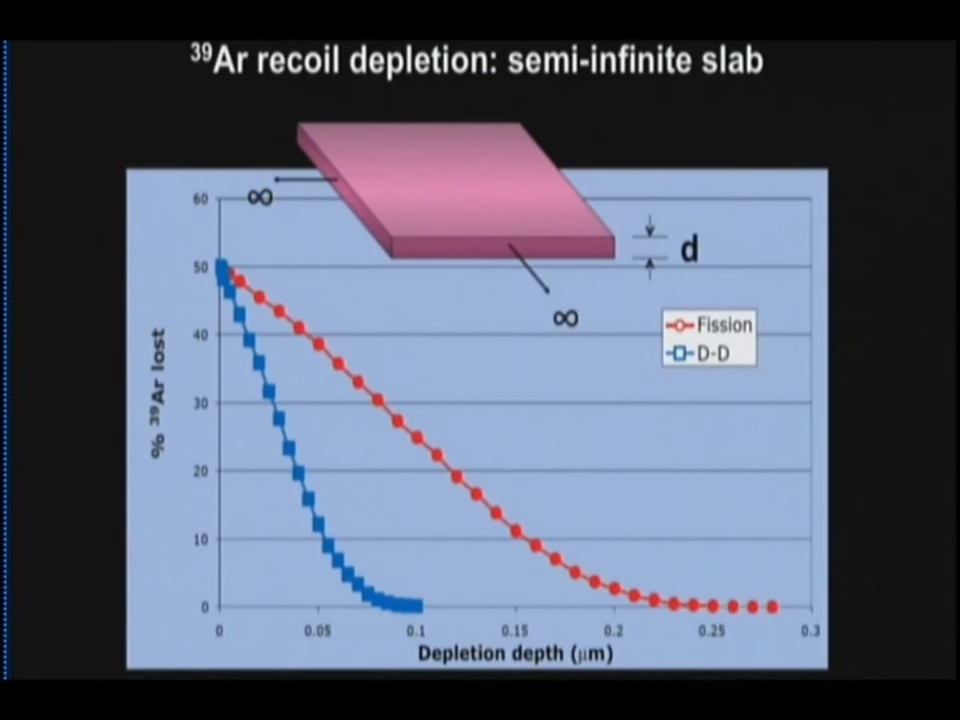 ³⁹Ar recoil depletion: semi-infinite slab
∞
d
∞
Fission
D-D
% ³⁹Ar lost
60
50
40
30
20
10
0
0 0.05 0.1 0.15 0.2 0.25 0.3
Depletion depth (μm)